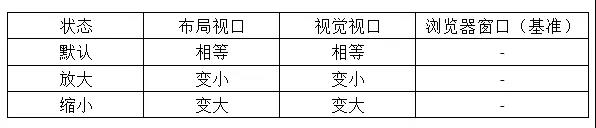 状态 布局视口 视觉视口 浏览器窗口（基准）
默认 相等 相等 -
放大 变小 变小 -
缩小 变大 变大 -